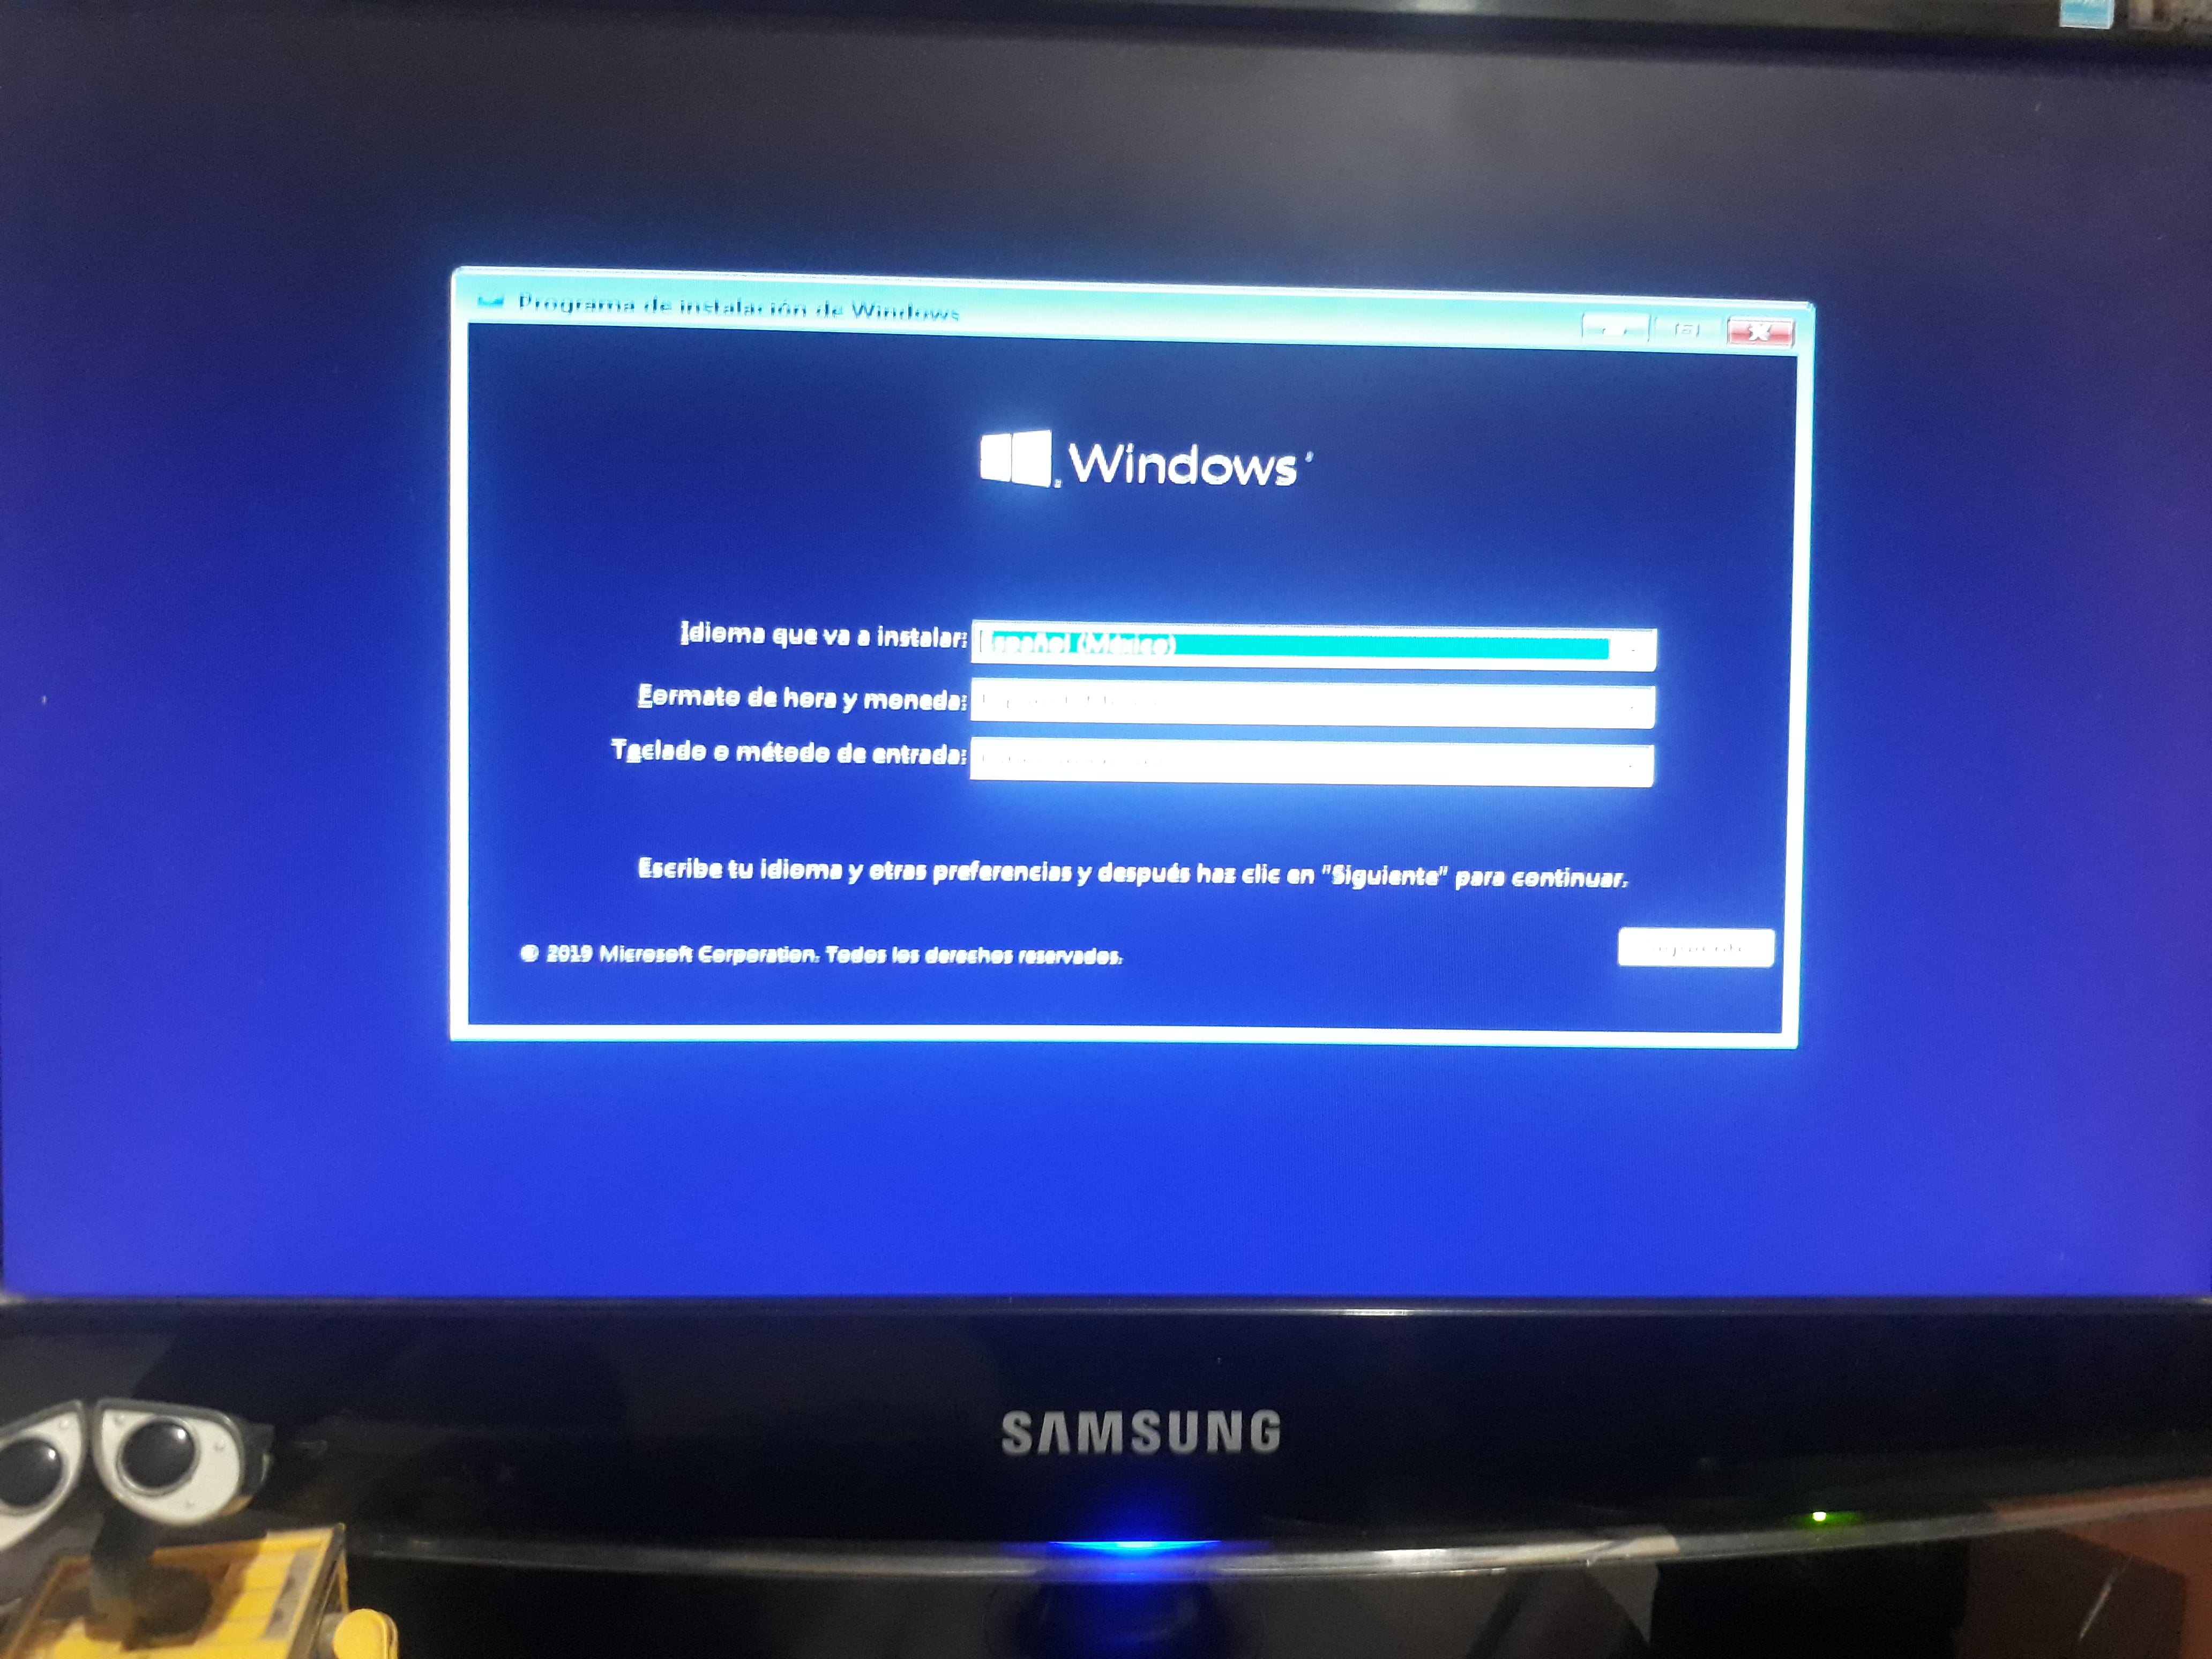 Programa de instalación de Windows
Windows
Idioma que va a instalar: Español (México)
Formato de hora y moneda:
Teclado o método de entrada:
Escribe tu idioma y otras preferencias y después haz clic en "Siguiente" para continuar.
© 2019 Microsoft Corporation. Todos los derechos reservados.
SAMSUNG